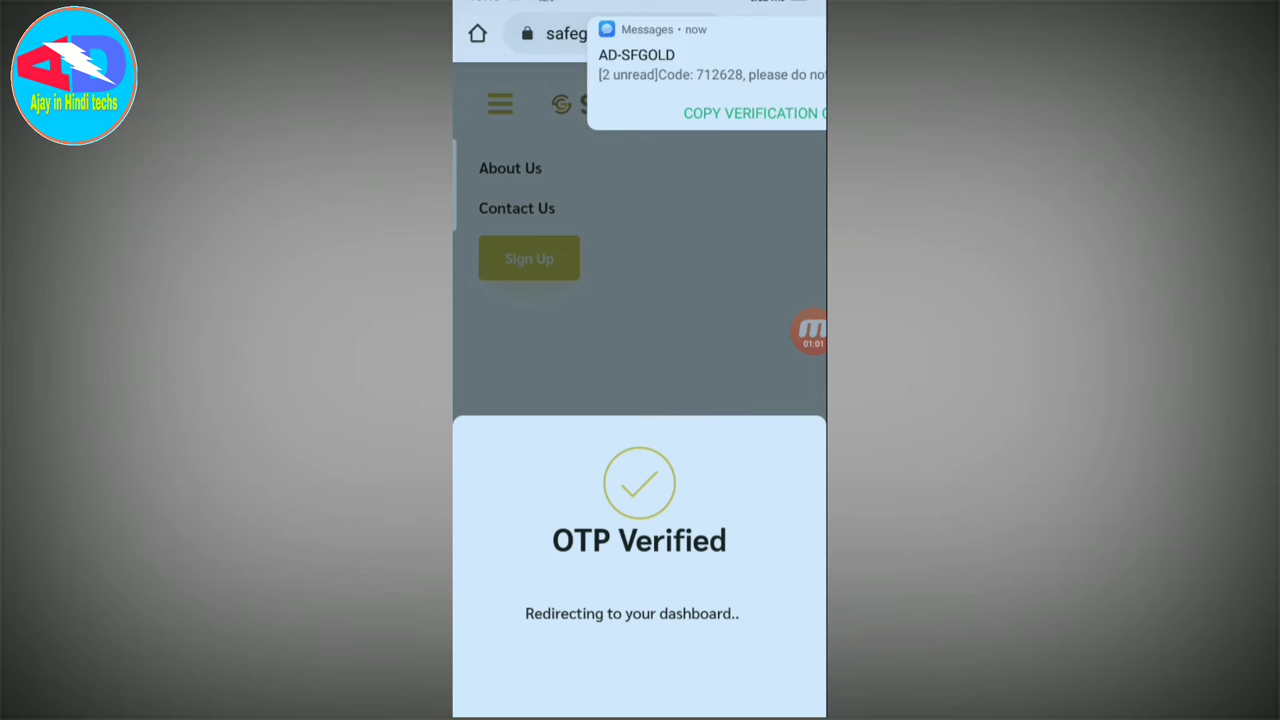 AD
Ajay in Hindi techs
safeg
Messages • now
AD-SFGOLD
[2 unread]Code: 712628, please do no
COPY VERIFICATION
About Us
Contact Us
Sign Up
01:01
OTP Verified
Redirecting to your dashboard..